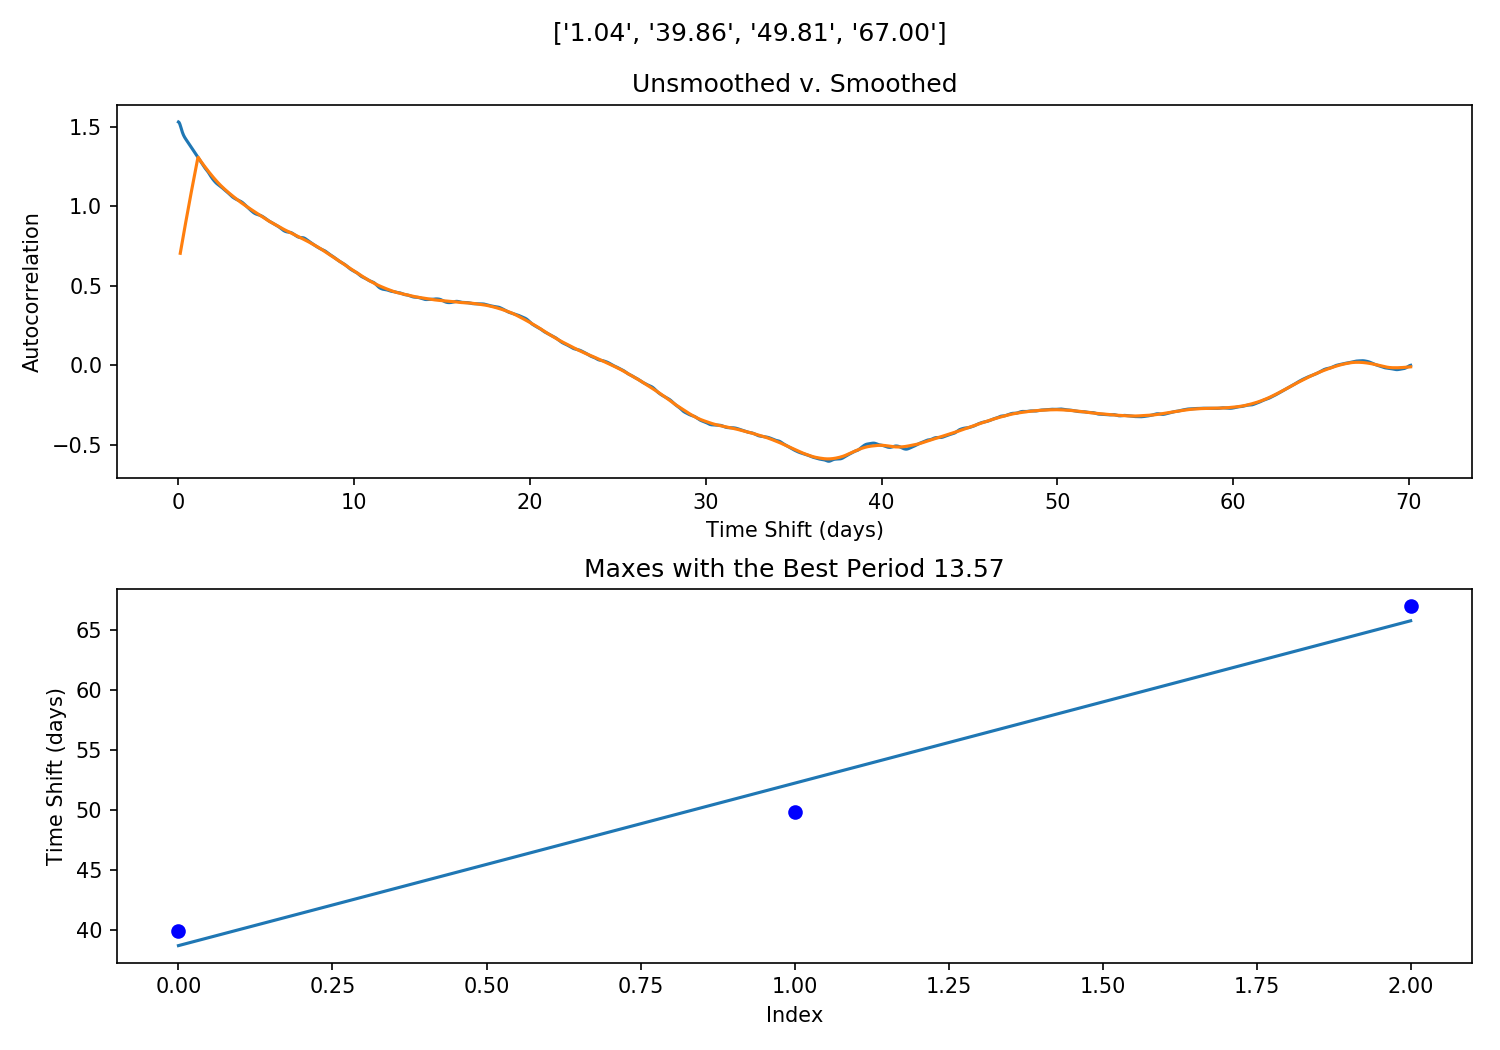 ['1.04', '39.86', '49.81', '67.00']
Unsmoothed v. Smoothed
1.5
1.0
0.5
0.0
−0.5
Autocorrelation
0 10 20 30 40 50 60 70
Time Shift (days)
Maxes with the Best Period 13.57
65
60
55
50
45
40
Time Shift (days)
0.00 0.25 0.50 0.75 1.00 1.25 1.50 1.75 2.00
Index